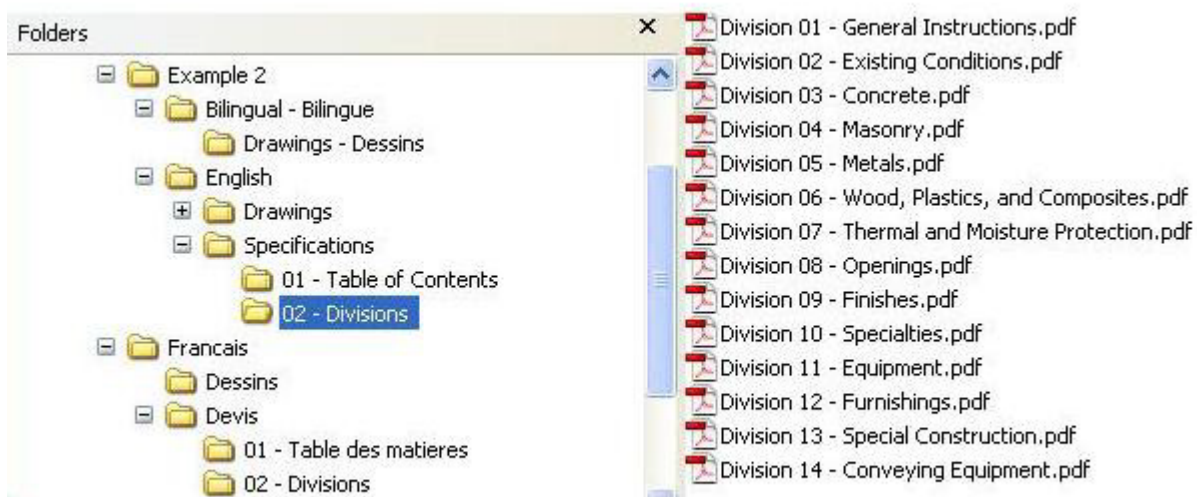 Folders
Example 2
Bilingual - Bilingue
Drawings - Dessins
English
Drawings
Specifications
01 - Table of Contents
02 - Divisions
Francais
Dessins
Devis
01 - Table des matieres
02 - Divisions
Division 01 - General Instructions.pdf
Division 02 - Existing Conditions.pdf
Division 03 - Concrete.pdf
Division 04 - Masonry.pdf
Division 05 - Metals.pdf
Division 06 - Wood, Plastics, and Composites.pdf
Division 07 - Thermal and Moisture Protection.pdf
Division 08 - Openings.pdf
Division 09 - Finishes.pdf
Division 10 - Specialties.pdf
Division 11 - Equipment.pdf
Division 12 - Furnishings.pdf
Division 13 - Special Construction.pdf
Division 14 - Conveying Equipment.pdf